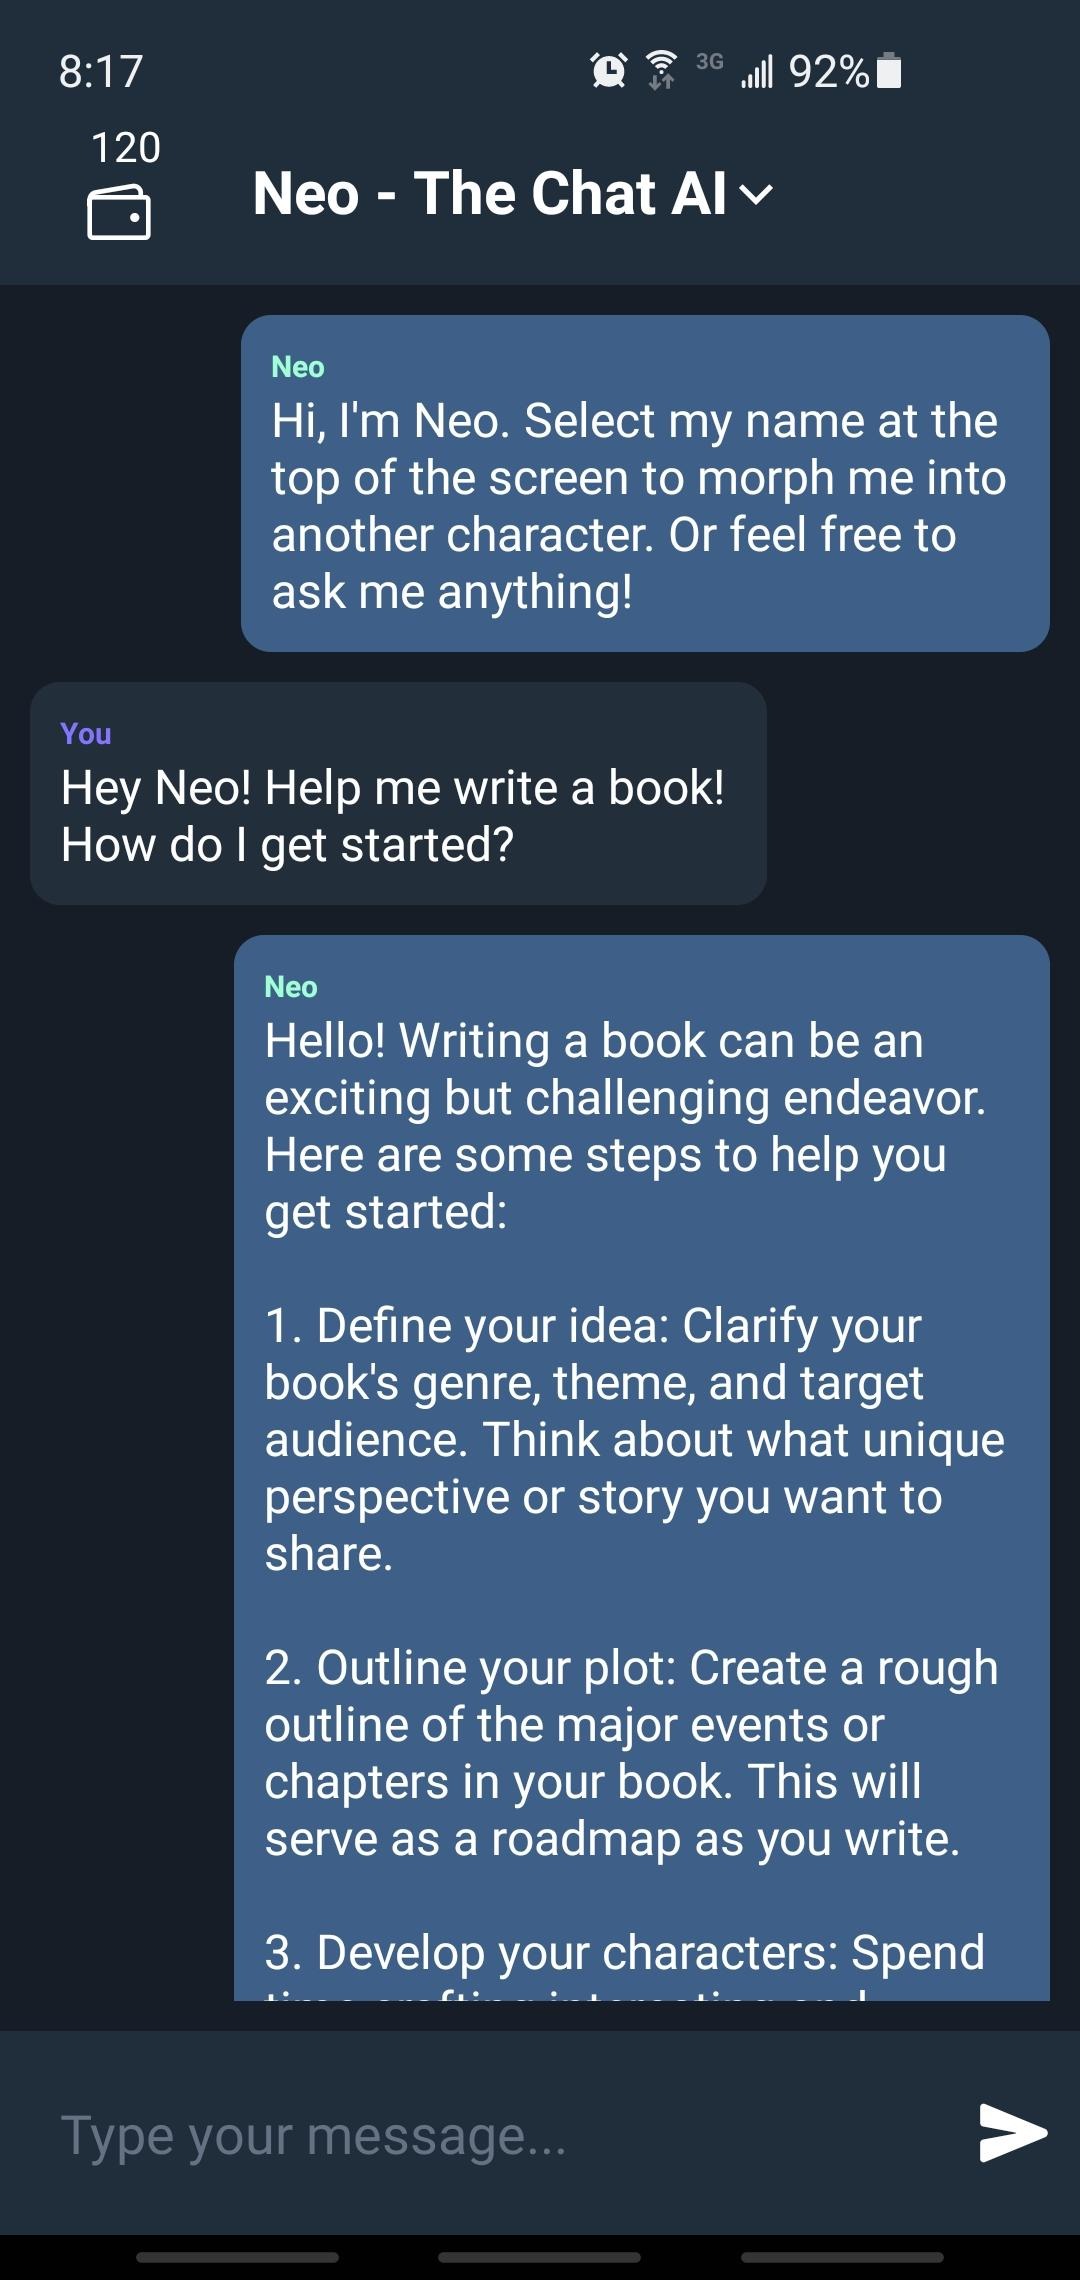 8:17
3G
92%
120
Neo - The Chat AI
Neo
Hi, I'm Neo. Select my name at the
top of the screen to morph me into
another character. Or feel free to
ask me anything!
You
Hey Neo! Help me write a book!
How do I get started?
Neo
Hello! Writing a book can be an
exciting but challenging endeavor.
Here are some steps to help you
get started:
1. Define your idea: Clarify your
book's genre, theme, and target
audience. Think about what unique
perspective or story you want to
share.
2. Outline your plot: Create a rough
outline of the major events or
chapters in your book. This will
serve as a roadmap as you write.
3. Develop your characters: Spend
time crafting interesting and
Type your message...